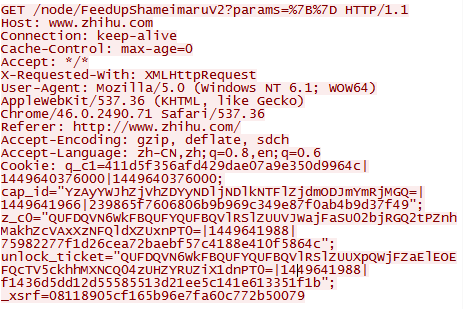 GET /node/FeedUpShameimaruV2?params=%7B%7D HTTP/1.1
Host: www.zhihu.com
Connection: keep-alive
Cache-Control: max-age=0
Accept: */*
X-Requested-With: XMLHttpRequest
User-Agent: Mozilla/5.0 (Windows NT 6.1; WOW64)
AppleWebKit/537.36 (KHTML, like Gecko)
Chrome/46.0.2490.71 Safari/537.36
Referer: http://www.zhihu.com/
Accept-Encoding: gzip, deflate, sdch
Accept-Language: zh-CN,zh;q=0.8,en;q=0.6
Cookie: q_c1=411d5f356afd429dae07a9e350d9964c|
1449640376000|1449640376000;
cap_id="YzAyYWJhZjVhZDYyNDljNDlkNTFlZjdmODJmYmRjMGQ=|
1449641966|239865f7606806b9b969c349e87f0ab4b9d37f49";
z_c0="QUFDQVN6WkFBQUFYQUFBQVlRSlZUUVJWajFaSU02bjRGQ2tPZnh
MakhZcVAxXzNFQldXZUxnPT0=|1449641988|
75982277f1d26cea72baebf57c4188e410f5864c";
unlock_ticket="QUFDQVN6WkFBQUFYQUFBQVlRSlZUUXpQWjFZaElEOE
FQcTV5ckhhMXNCQ04zUHZYRUZiX1dnPT0=|1449641988|
f1436d5dd12d55585513d21ee5c141e613351f1b";
_xsrf=08118905cf165b96e7fa60c772b50079